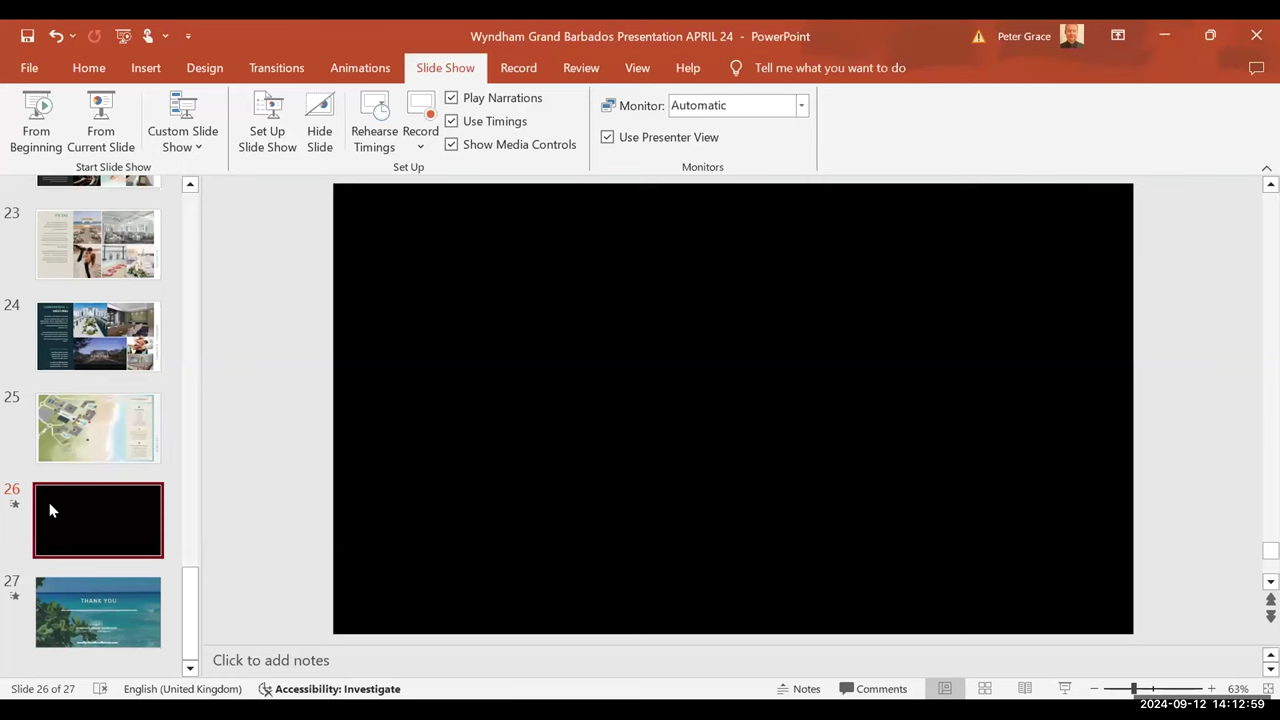 Wyndham Grand Barbados Presentation APRIL 24 - PowerPoint
Peter Grace
File Home Insert Design Transitions Animations Slide Show Record Review View Help Tell me what you want to do
From Beginning
From Current Slide
Custom Slide Show
Start Slide Show
Set Up Slide Show
Hide Slide
Rehearse Timings
Record
Play Narrations
Use Timings
Show Media Controls
Set Up
Monitor: Automatic
Use Presenter View
Monitors
23
24
25
26
27
THANK YOU
Click to add notes
Slide 26 of 27 English (United Kingdom) Accessibility: Investigate Notes Comments 63%
2024-09-12 14:12:59